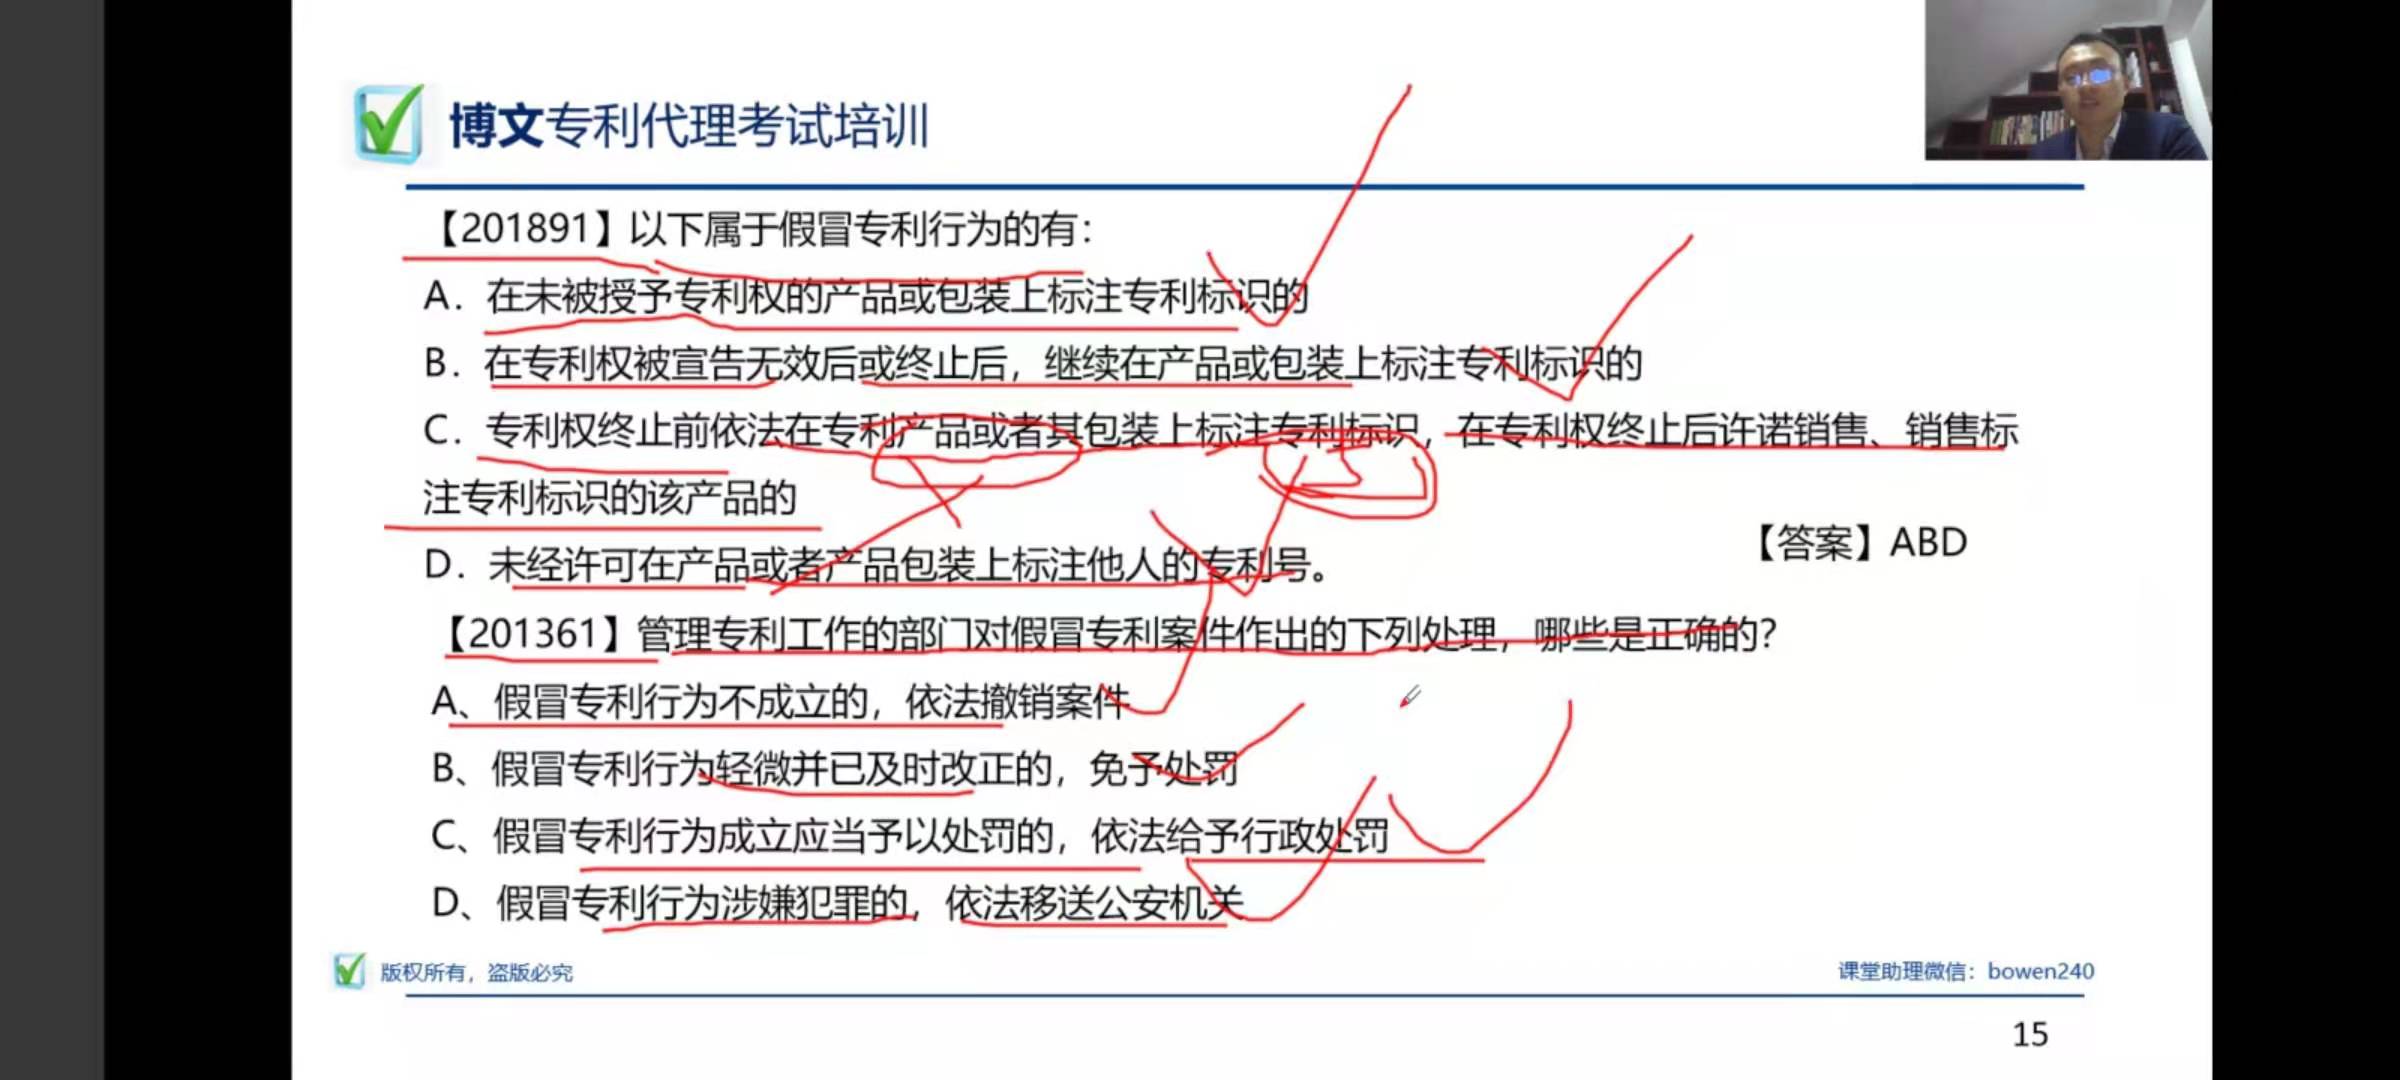 博文专利代理考试培训
【201891】以下属于假冒专利行为的有：
A．在未被授予专利权的产品或包装上标注专利标识的
B．在专利权被宣告无效后或终止后，继续在产品或包装上标注专利标识的
C．专利权终止前依法在专利产品或者其包装上标注专利标识，在专利权终止后许诺销售、销售标
注专利标识的该产品的
【答案】ABD
D．未经许可在产品或者产品包装上标注他人的专利号。
【201361】管理专利工作的部门对假冒专利案件作出的下列处理，哪些是正确的？
A、假冒专利行为不成立的，依法撤销案件
B、假冒专利行为轻微并已及时改正的，免予处罚
C、假冒专利行为成立应当予以处罚的，依法给予行政处罚
D、假冒专利行为涉嫌犯罪的，依法移送公安机关
版权所有，盗版必究
课堂助理微信：bowen240
15